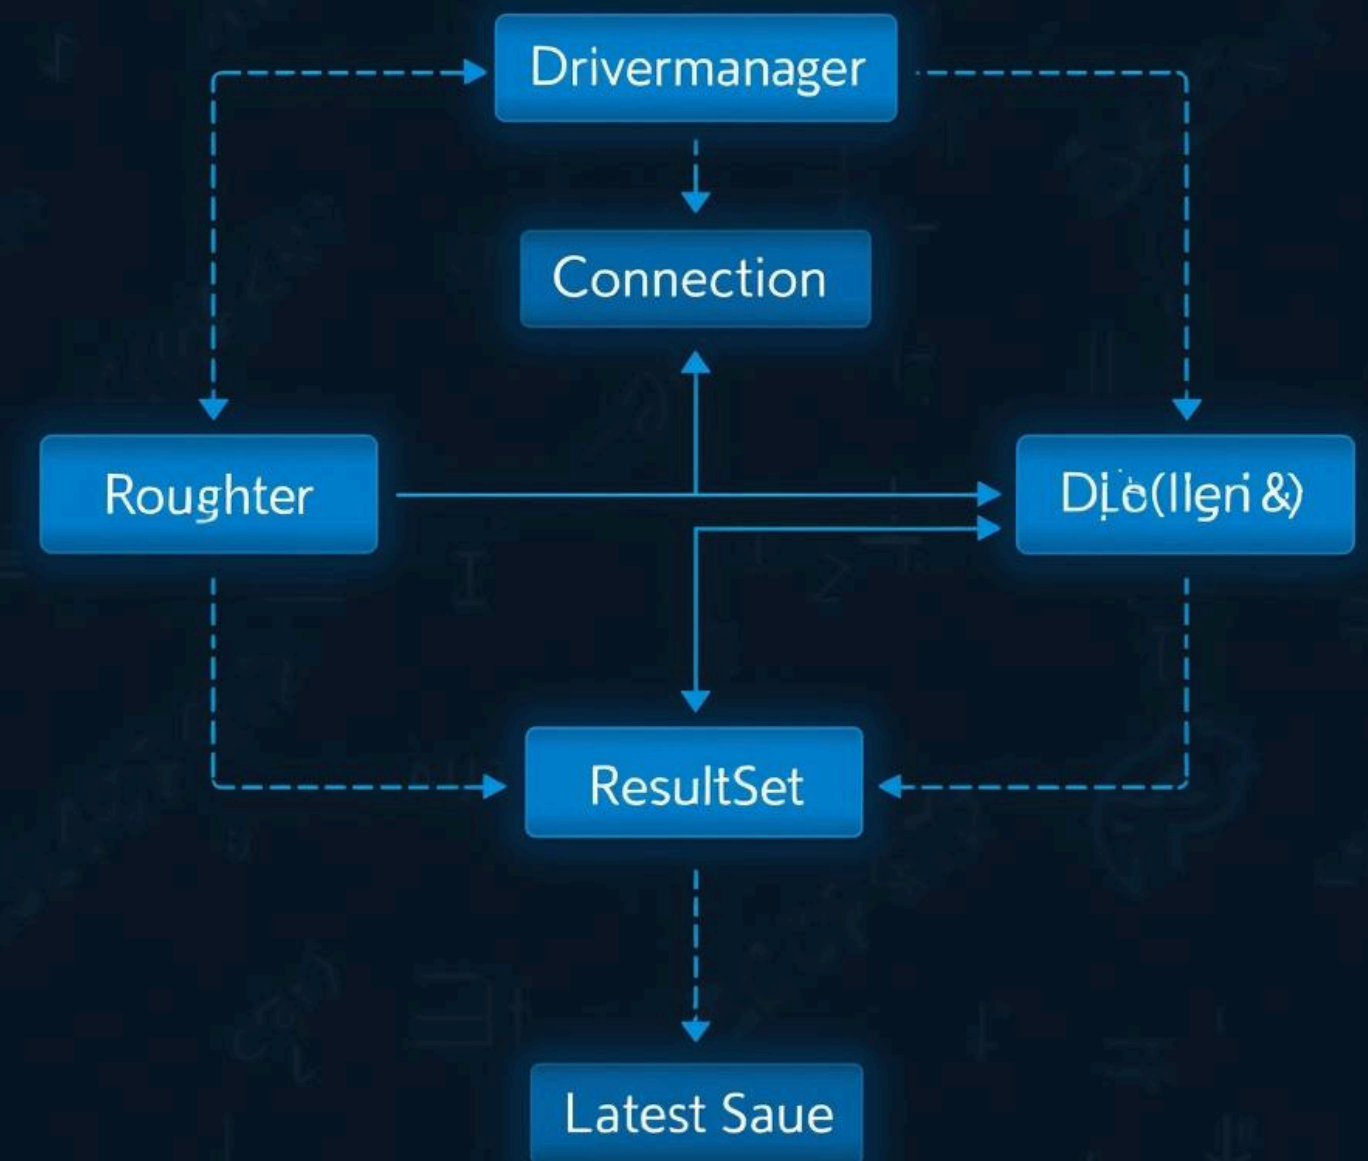 Drivermanager
Connection
Roughter
ResultSet
Latest Saue